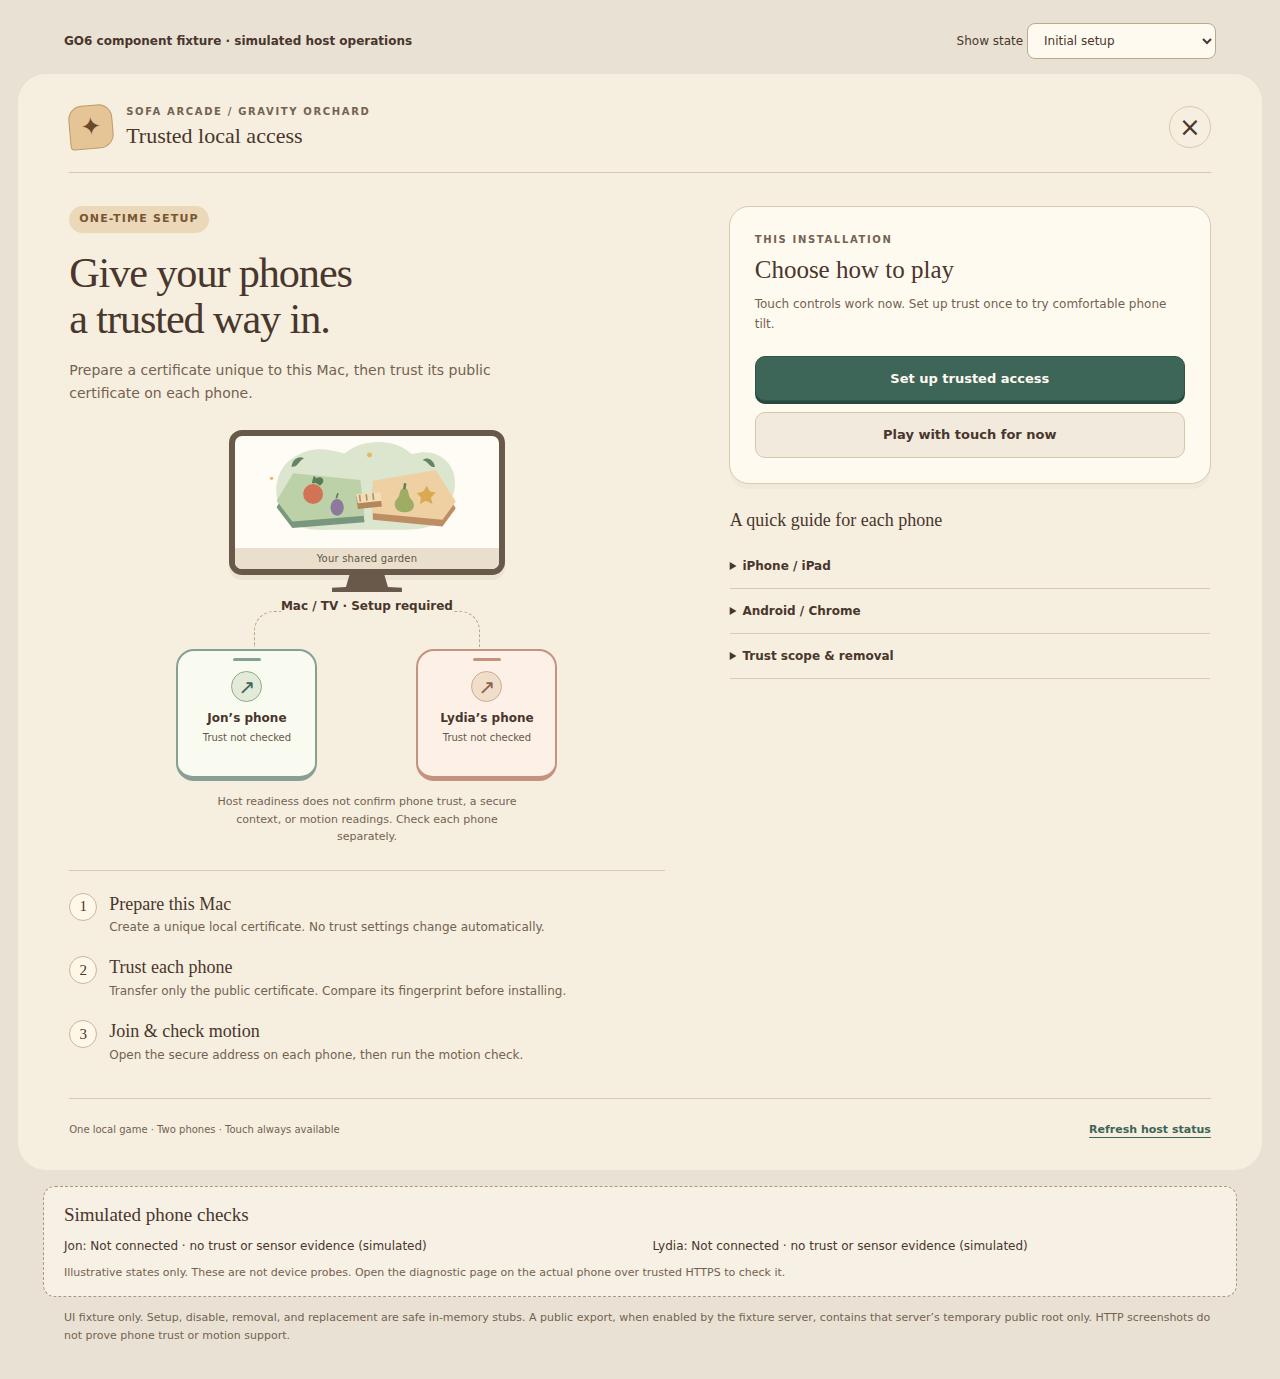 GO6 component fixture · simulated host operations
Show state
Initial setup
SOFA ARCADE / GRAVITY ORCHARD
Trusted local access
ONE-TIME SETUP
Give your phones
a trusted way in.
Prepare a certificate unique to this Mac, then trust its public
certificate on each phone.
Your shared garden
Mac / TV · Setup required
Jon’s phone
Trust not checked
Lydia’s phone
Trust not checked
Host readiness does not confirm phone trust, a secure
context, or motion readings. Check each phone
separately.
1
Prepare this Mac
Create a unique local certificate. No trust settings change automatically.
2
Trust each phone
Transfer only the public certificate. Compare its fingerprint before installing.
3
Join & check motion
Open the secure address on each phone, then run the motion check.
THIS INSTALLATION
Choose how to play
Touch controls work now. Set up trust once to try comfortable phone
tilt.
Set up trusted access
Play with touch for now
A quick guide for each phone
iPhone / iPad
Android / Chrome
Trust scope & removal
One local game · Two phones · Touch always available
Refresh host status
Simulated phone checks
Jon: Not connected · no trust or sensor evidence (simulated)
Lydia: Not connected · no trust or sensor evidence (simulated)
Illustrative states only. These are not device probes. Open the diagnostic page on the actual phone over trusted HTTPS to check it.
UI fixture only. Setup, disable, removal, and replacement are safe in-memory stubs. A public export, when enabled by the fixture server, contains that server’s temporary public root only. HTTP screenshots do
not prove phone trust or motion support.